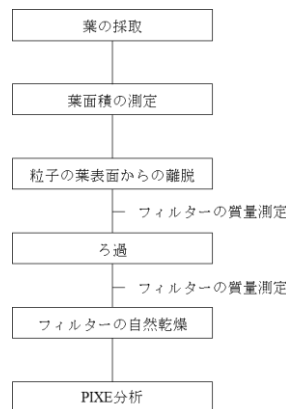 葉の採取
葉面積の測定
粒子の葉表面からの離脱
フィルターの質量測定
ろ過
フィルターの質量測定
フィルターの自然乾燥
PIXE分析